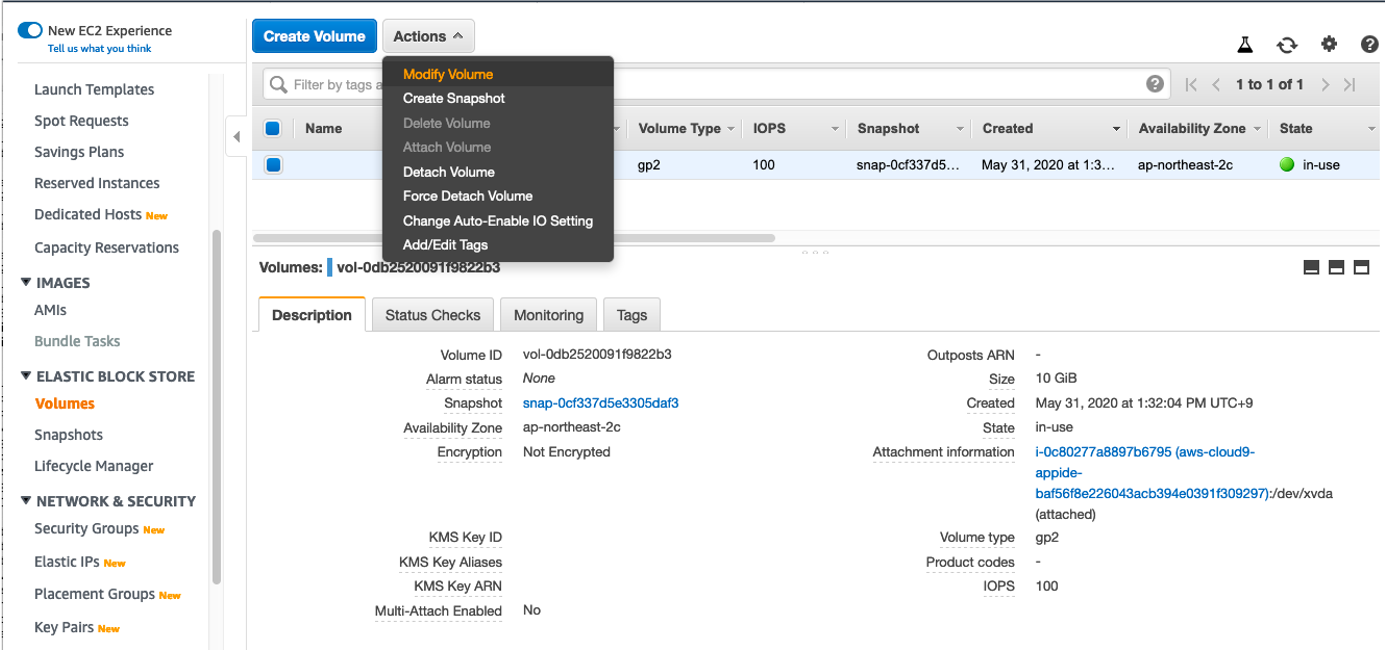 New EC2 Experience
Tell us what you think
Launch Templates
Spot Requests
Savings Plans
Reserved Instances
Dedicated Hosts New
Capacity Reservations
IMAGES
AMIs
Bundle Tasks
ELASTIC BLOCK STORE
Volumes
Snapshots
Lifecycle Manager
NETWORK & SECURITY
Security Groups New
Elastic IPs New
Placement Groups New
Key Pairs New
Create Volume Actions
Modify Volume
Create Snapshot
Delete Volume
Attach Volume
Detach Volume
Force Detach Volume
Change Auto-Enable IO Setting
Add/Edit Tags
Filter by tags 1 to 1 of 1
Name Volume Type IOPS Snapshot Created Availability Zone State
gp2 100 snap-0cf337d5... May 31, 2020 at 1:3... ap-northeast-2c in-use
Volumes: vol-0db2520091f9822b3
Description Status Checks Monitoring Tags
Volume ID vol-0db2520091f9822b3
Alarm status None
Snapshot snap-0cf337d5e3305daf3
Availability Zone ap-northeast-2c
Encryption Not Encrypted
KMS Key ID
KMS Key Aliases
KMS Key ARN
Multi-Attach Enabled No
Outposts ARN -
Size 10 GiB
Created May 31, 2020 at 1:32:04 PM UTC+9
State in-use
Attachment information i-0c80277a8897b6795 (aws-cloud9-
appide-
baf56f8e226043acb394e0391f309297):/dev/xvda
(attached)
Volume type gp2
Product codes -
IOPS 100